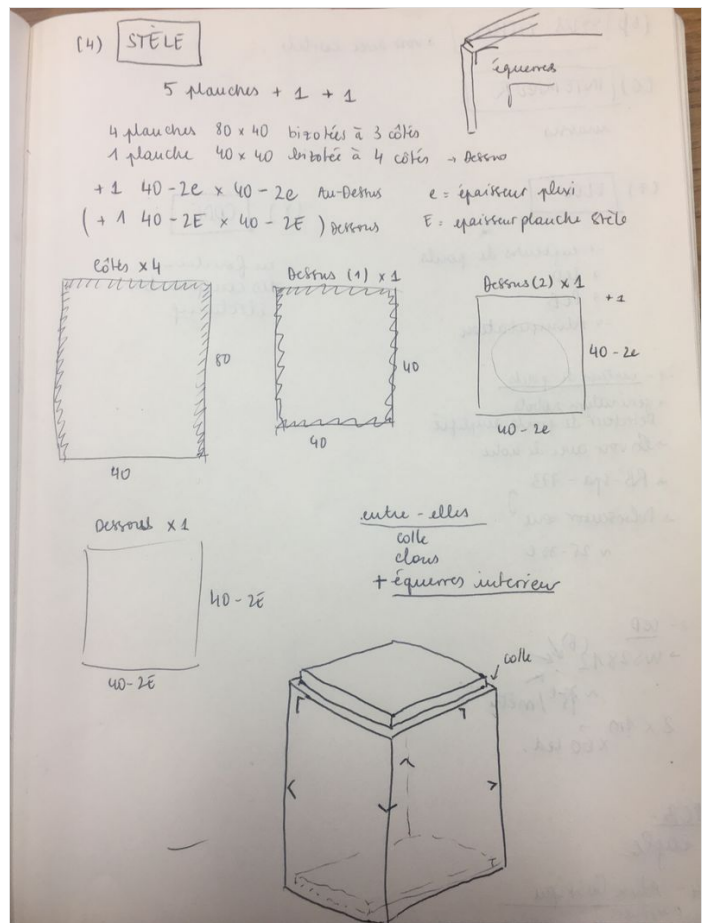 (4) STÈLE
équerres
5 planches + 1 + 1
4 planches 80 x 40 bizotées à 3 côtés
1 planche 40 x 40 bizotée à 4 côtés → Dessus
+ 1 40 - 2e x 40 - 2e Au-Dessus
e = épaisseur plexi
( + 1 40 - 2E x 40 - 2E ) Dessous
E = épaisseur planche Stèle
Côtés x 4
80
40
Dessus (1) x 1
40
40
Dessus (2) x 1
+ 1
40 - 2e
40 - 2e
Dessous x 1
40 - 2E
40 - 2E
entre - elles
colle
clous
+ équerres interieur
colle